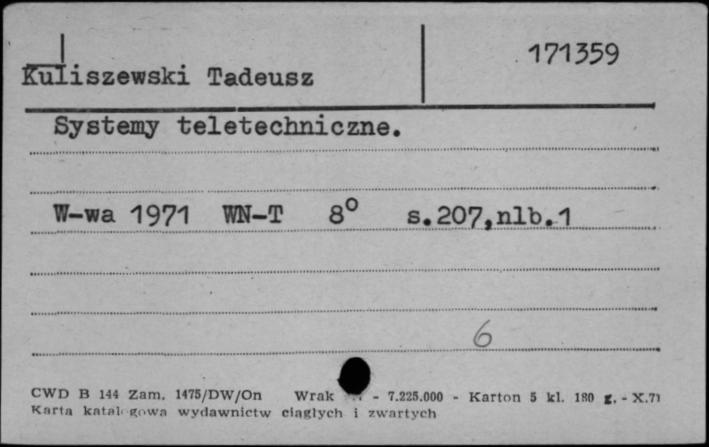 171359
Kuliszewski Tadeusz
Systemy teletechniczne.
W-wa 1971 WN-T 8° s.207,nlb.1
6
CWD B 144 Zam. 1475/DW/On Wrak - 7.225.000 - Karton 5 kl. 180 g. - X.71
Karta katalogowa wydawnictw ciągłych i zwartych